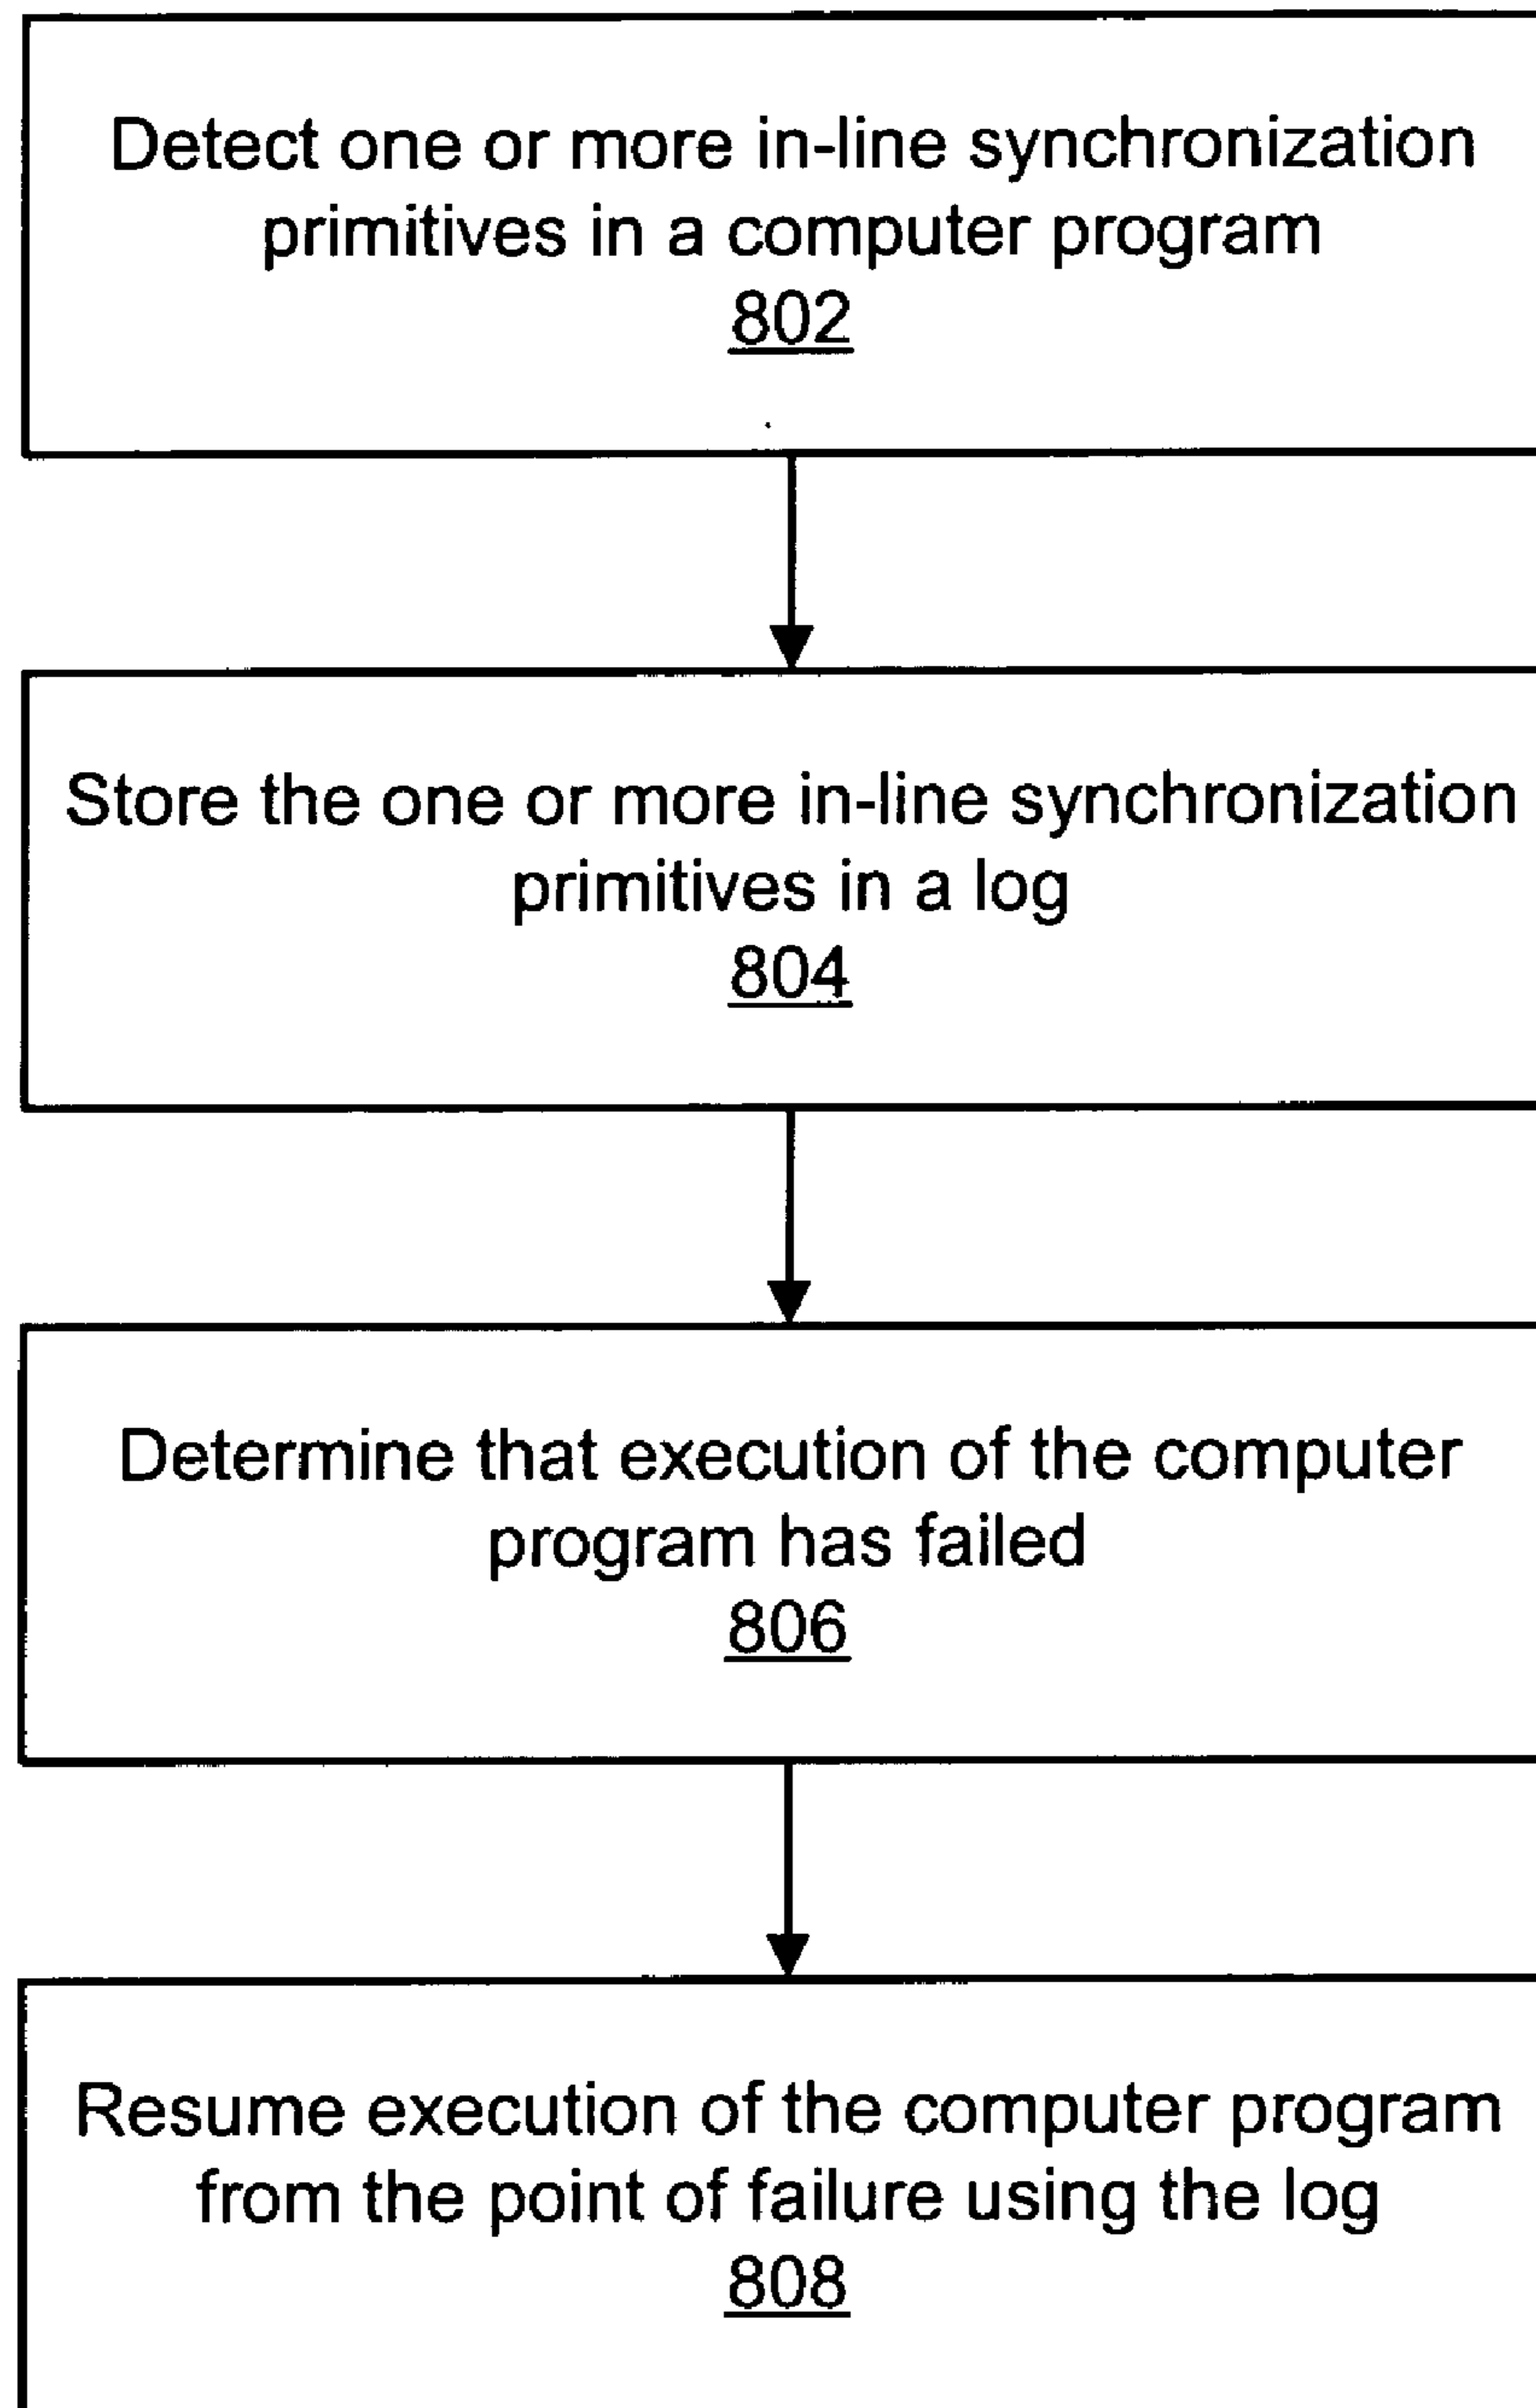 Detect one or more in-line synchronization
primitives in a computer program
802
Store the one or more in-line synchronization
primitives in a log
804
Determine that execution of the computer
program has failed
806
Resume execution of the computer program
from the point of failure using the log
808